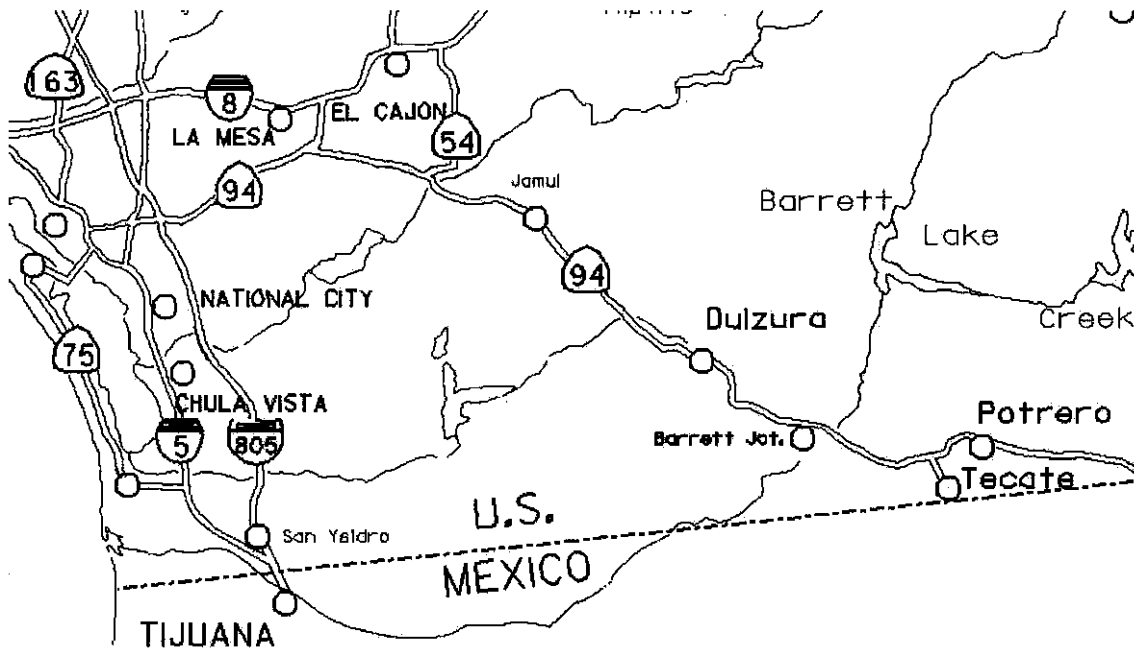 163
8
EL CAJON
LA MESA
54
94
Jamul
Barrett
Lake
94
NATIONAL CITY
Dulzura
Creek
75
CHULA VISTA
Potrero
5
805
Barrett Jct.
Tecate
U.S.
San Ysidro
MEXICO
TIJUANA